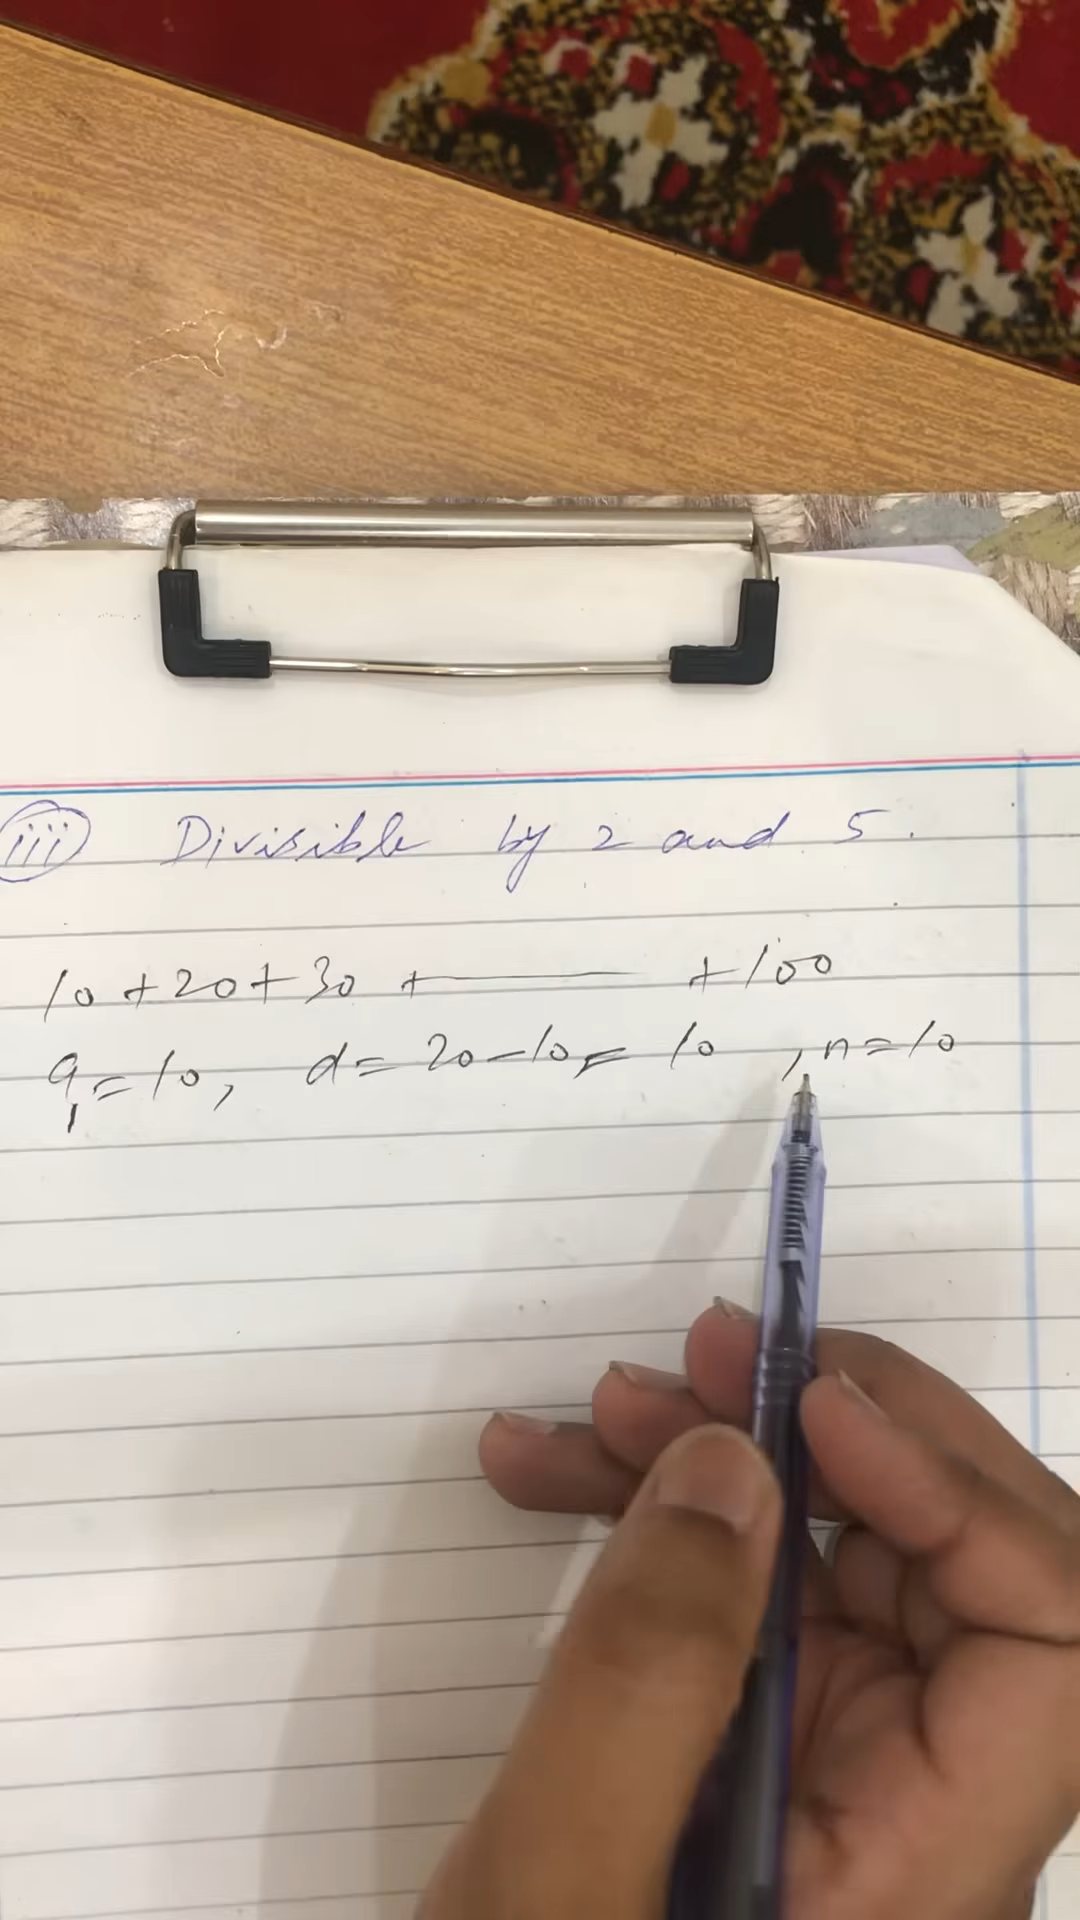 iii Divisible by 2 and 5.
10 + 20 + 30 + ——— + 100
a₁ = 10, d = 20 - 10 = 10 , n = 10